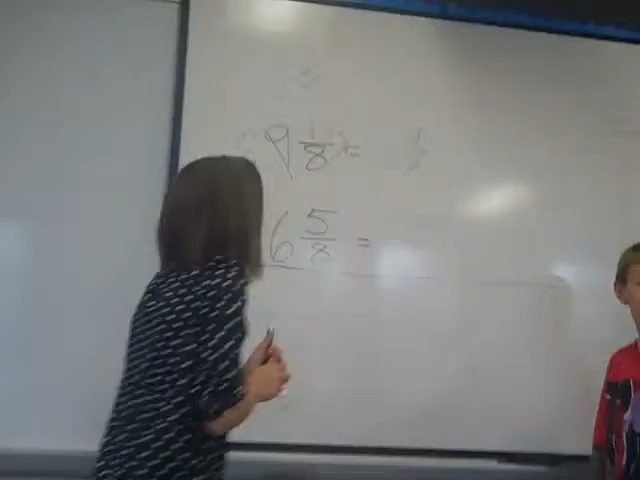 9 1/8 =
6 5/8 =